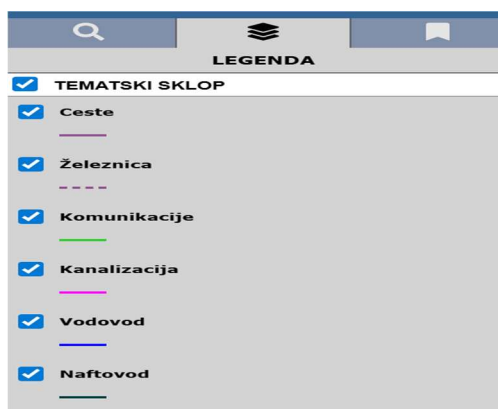 LEGENDA
TEMATSKI SKLOP
Ceste
Železnica
Komunikacije
Kanalizacija
Vodovod
Naftovod